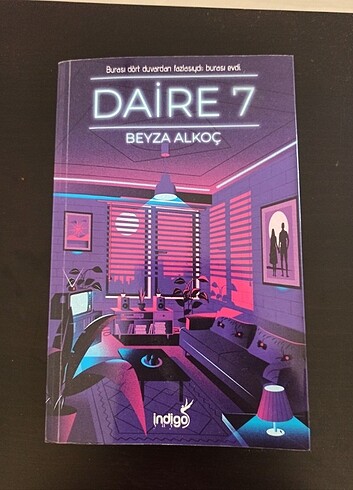 Burası dört duvardan fazlasıydı: burası evdi.
DAİRE 7
BEYZA ALKOÇ
indigo